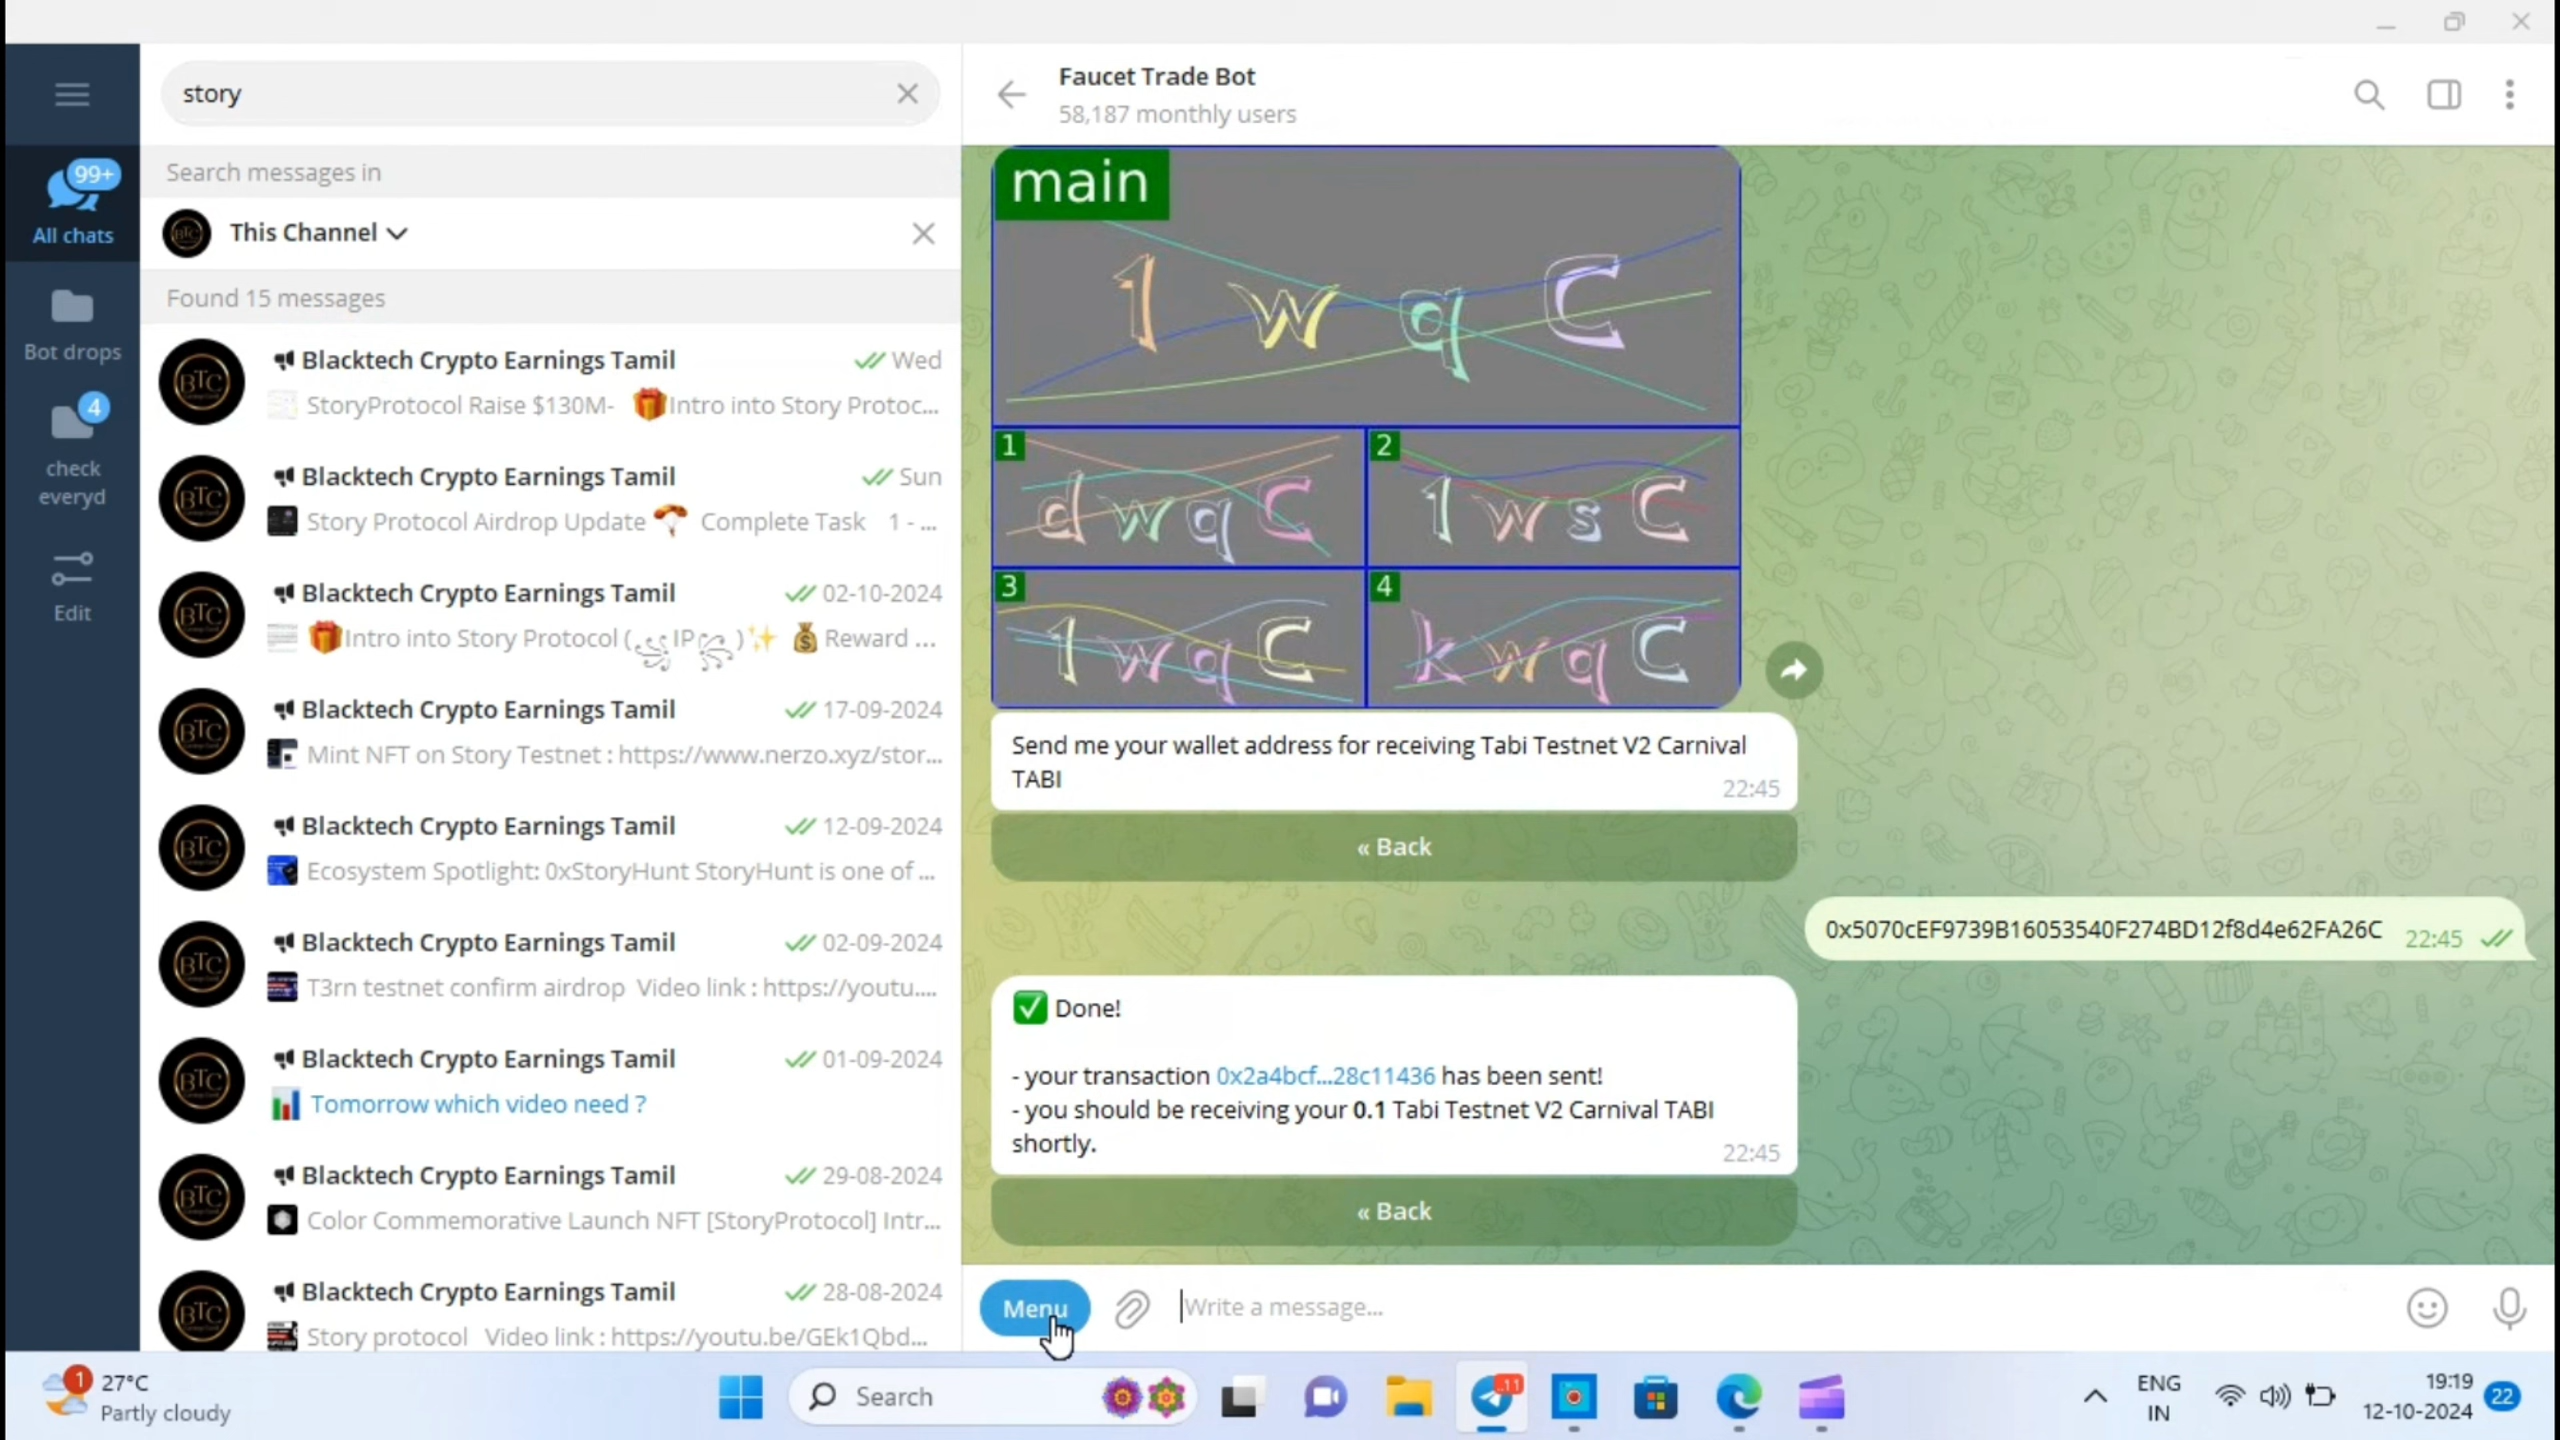 story
Search messages in
This Channel
Found 15 messages
99+
All chats
Bot drops
4
check
everyd
Edit
Blacktech Crypto Earnings Tamil Wed
StoryProtocol Raise $130M- 🎁Intro into Story Protoc...
Blacktech Crypto Earnings Tamil Sun
Story Protocol Airdrop Update 🪂 Complete Task 1 - ...
Blacktech Crypto Earnings Tamil 02-10-2024
🎁Intro into Story Protocol (꧁IP꧂)✨ 💰Reward ...
Blacktech Crypto Earnings Tamil 17-09-2024
Mint NFT on Story Testnet : https://www.nerzo.xyz/stor...
Blacktech Crypto Earnings Tamil 12-09-2024
Ecosystem Spotlight: 0xStoryHunt StoryHunt is one of ...
Blacktech Crypto Earnings Tamil 02-09-2024
T3rn testnet confirm airdrop Video link : https://youtu....
Blacktech Crypto Earnings Tamil 01-09-2024
📊 Tomorrow which video need ?
Blacktech Crypto Earnings Tamil 29-08-2024
Color Commemorative Launch NFT [StoryProtocol] Intr...
Blacktech Crypto Earnings Tamil 28-08-2024
Story protocol Video link : https://youtu.be/GEk1Qbd...
Faucet Trade Bot
58,187 monthly users
main
1 w q C
1
d w q C
2
1 w s C
3
1 w q C
4
k w q C
Send me your wallet address for receiving Tabi Testnet V2 Carnival
TABI
22:45
« Back
0x5070cEF9739B16053540F274BD12f8d4e62FA26C 22:45
✅ Done!
- your transaction 0x2a4bcf...28c11436 has been sent!
- you should be receiving your 0.1 Tabi Testnet V2 Carnival TABI
shortly.
22:45
« Back
Menu
Write a message...
1
27°C
Partly cloudy
Search
..11
ENG
IN
19:19
12-10-2024
22